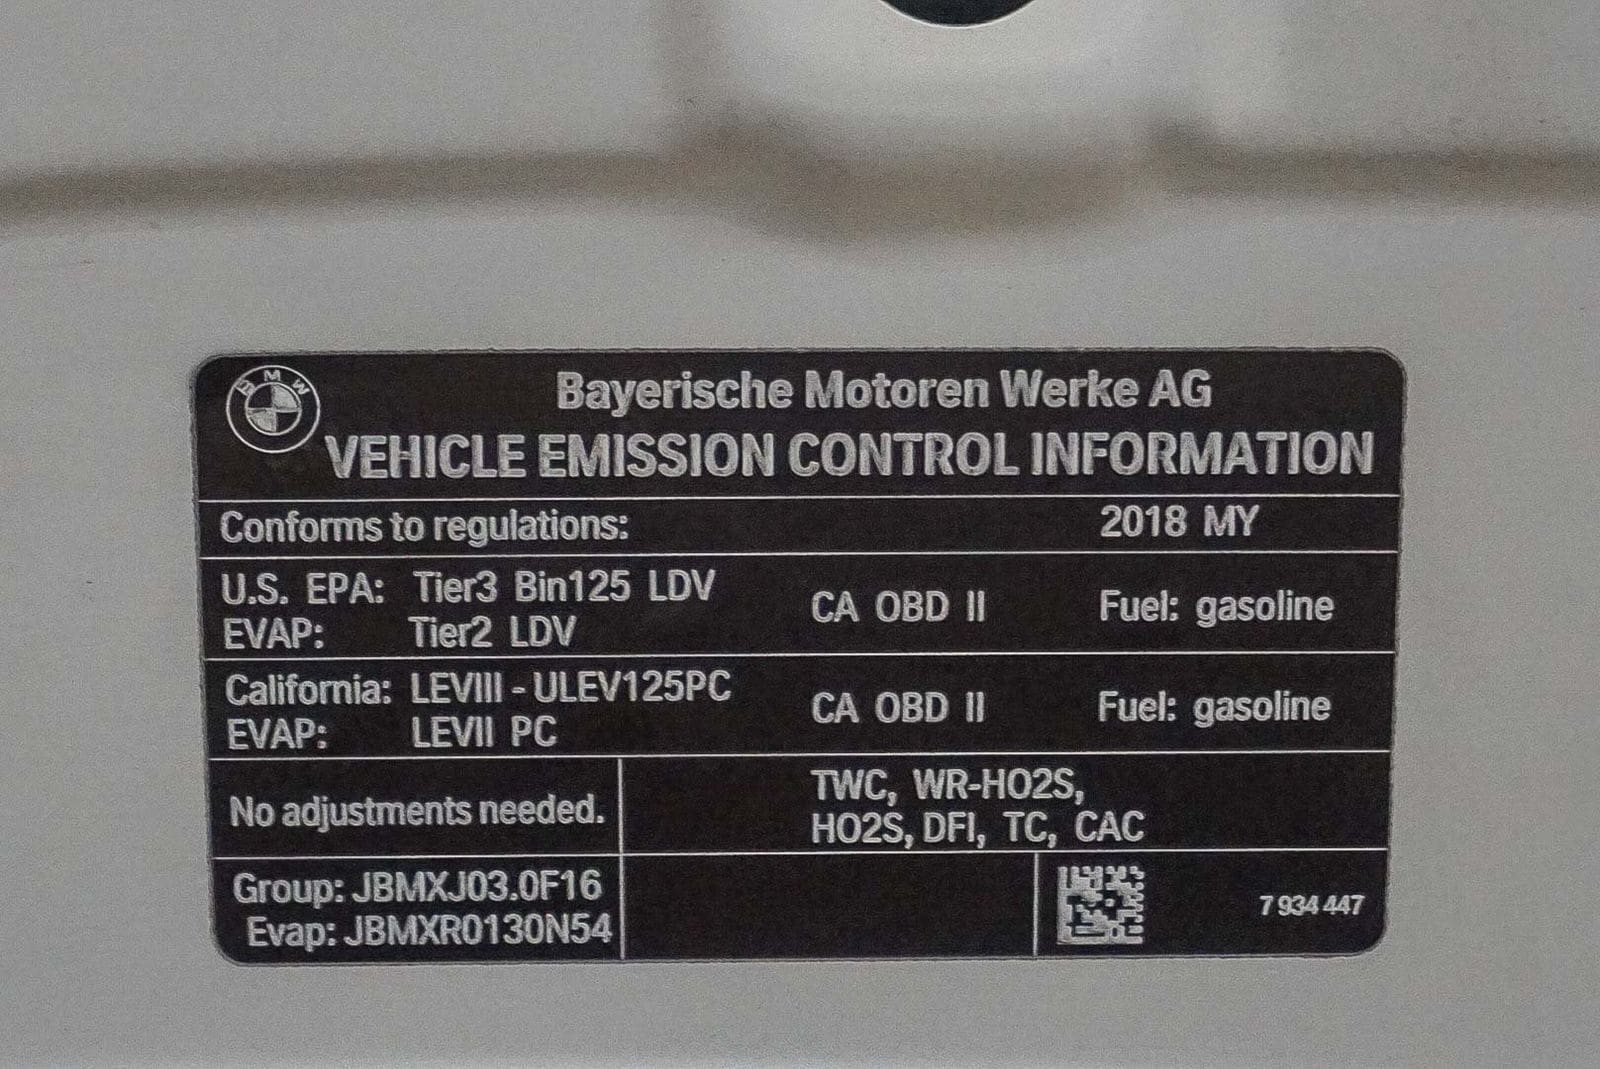 BMW
Bayerische Motoren Werke AG
VEHICLE EMISSION CONTROL INFORMATION
Conforms to regulations: 2018 MY
U.S. EPA: Tier3 Bin125 LDV
EVAP: Tier2 LDV
CA OBD II Fuel: gasoline
California: LEVIII - ULEV125PC
EVAP: LEVII PC
CA OBD II Fuel: gasoline
No adjustments needed.
TWC, WR-HO2S,
HO2S, DFI, TC, CAC
Group: JBMXJ03.0F16
Evap: JBMXR0130N54
7 934 447